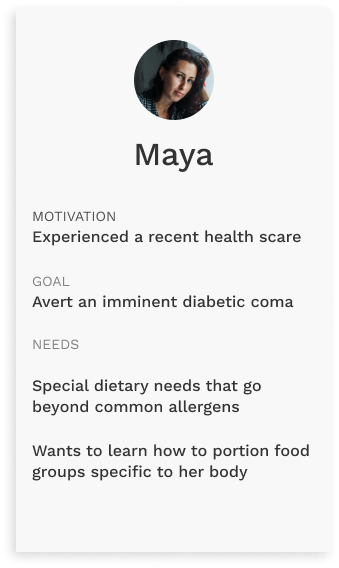 Maya
MOTIVATION
Experienced a recent health scare
GOAL
Avert an imminent diabetic coma
NEEDS
Special dietary needs that go
beyond common allergens
Wants to learn how to portion food
groups specific to her body